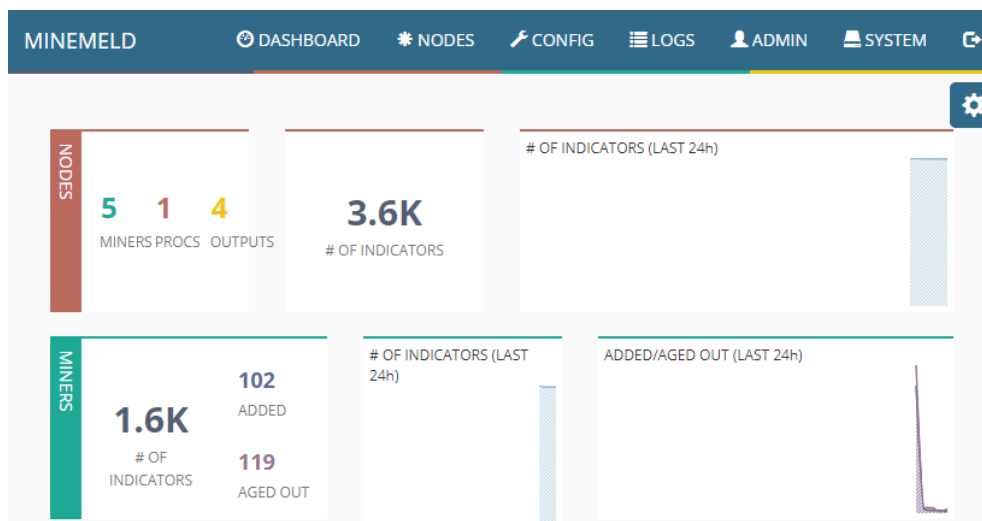 MINEMELD DASHBOARD NODES CONFIG LOGS ADMIN SYSTEM
NODES
5 1 4
MINERS PROCS OUTPUTS
3.6K
# OF INDICATORS
# OF INDICATORS (LAST 24h)
MINERS
1.6K
# OF
INDICATORS
102
ADDED
119
AGED OUT
# OF INDICATORS (LAST
24h)
ADDED/AGED OUT (LAST 24h)